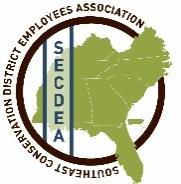 SOUTHEAST CONSERVATION DISTRICT EMPLOYEES ASSOCIATION
SECDEA